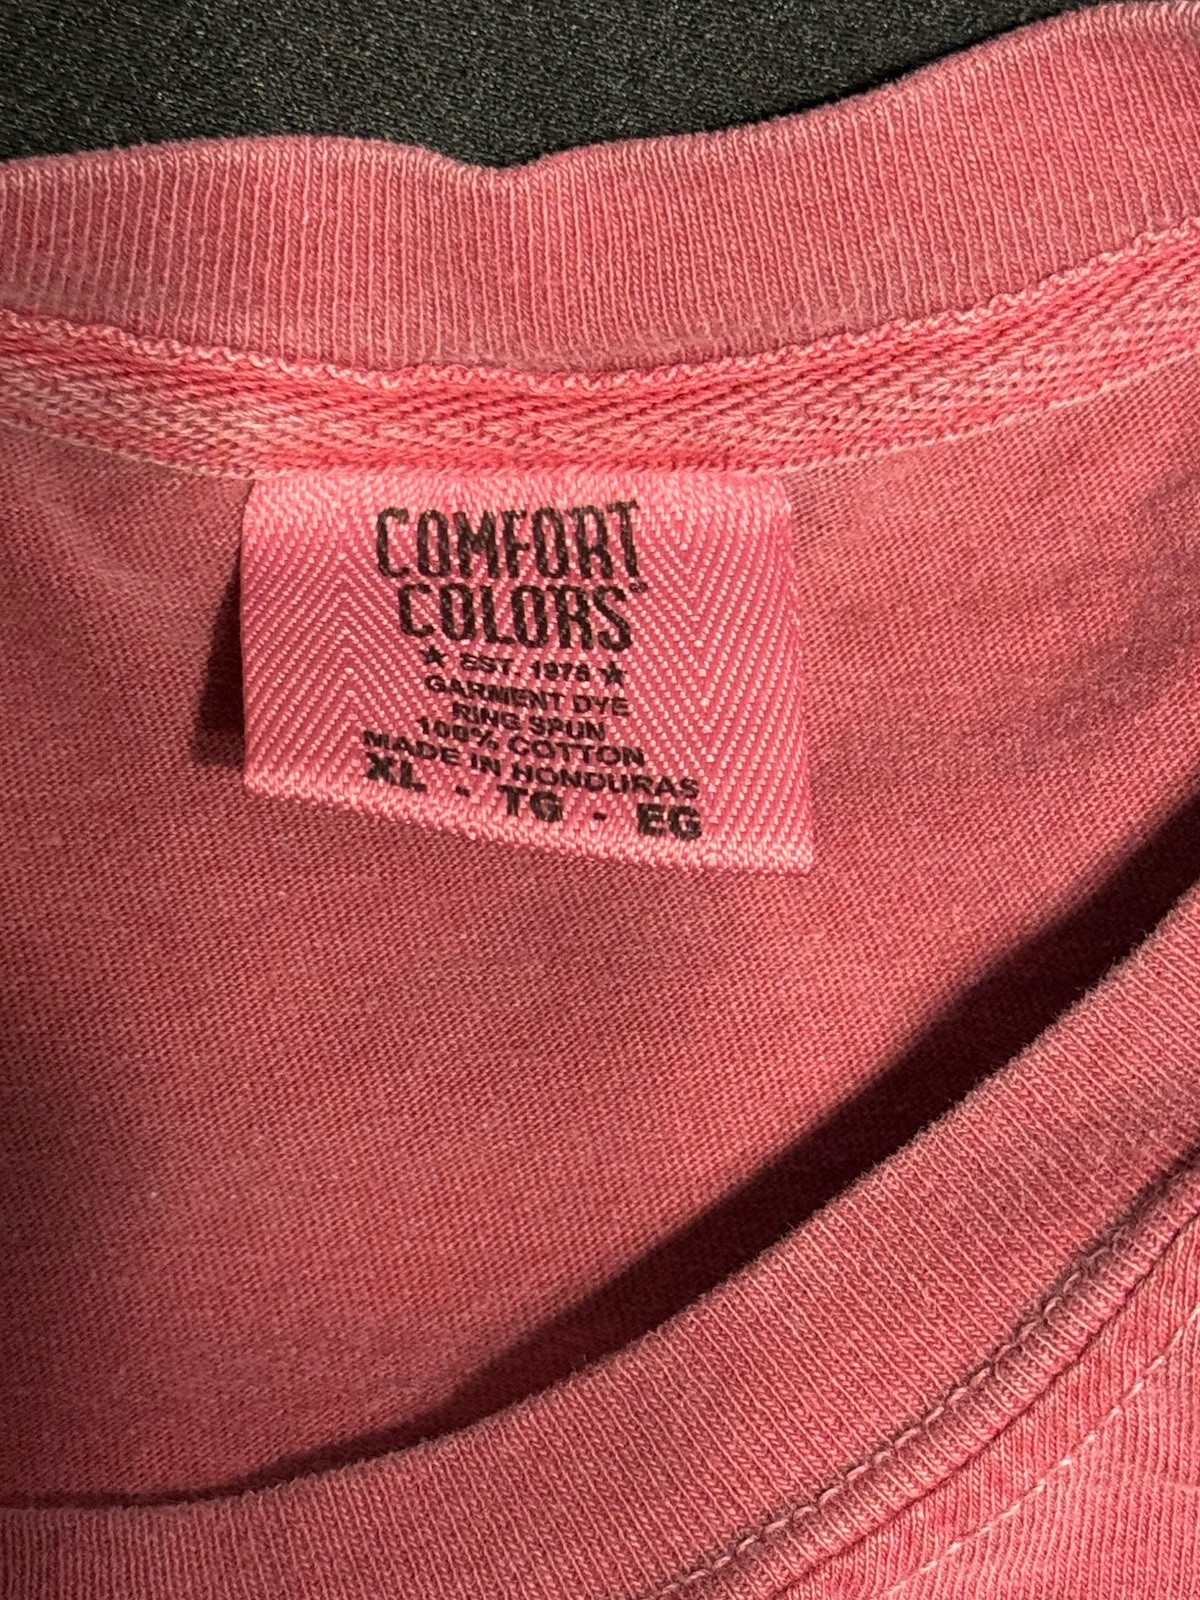 COMFORT
COLORS®
★ EST. 1975 ★
GARMENT DYE
RING SPUN
100% COTTON
MADE IN HONDURAS
XL - TG - EG